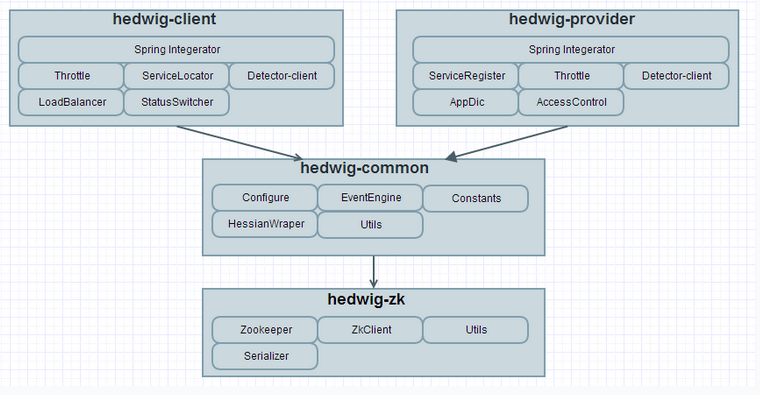 hedwig-client
Spring Integerator
Throttle
ServiceLocator
Detector-client
LoadBalancer
StatusSwitcher
hedwig-provider
Spring Integerator
ServiceRegister
Throttle
Detector-client
AppDic
AccessControl
hedwig-common
Configure
EventEngine
Constants
HessianWraper
Utils
hedwig-zk
Zookeeper
ZkClient
Utils
Serializer